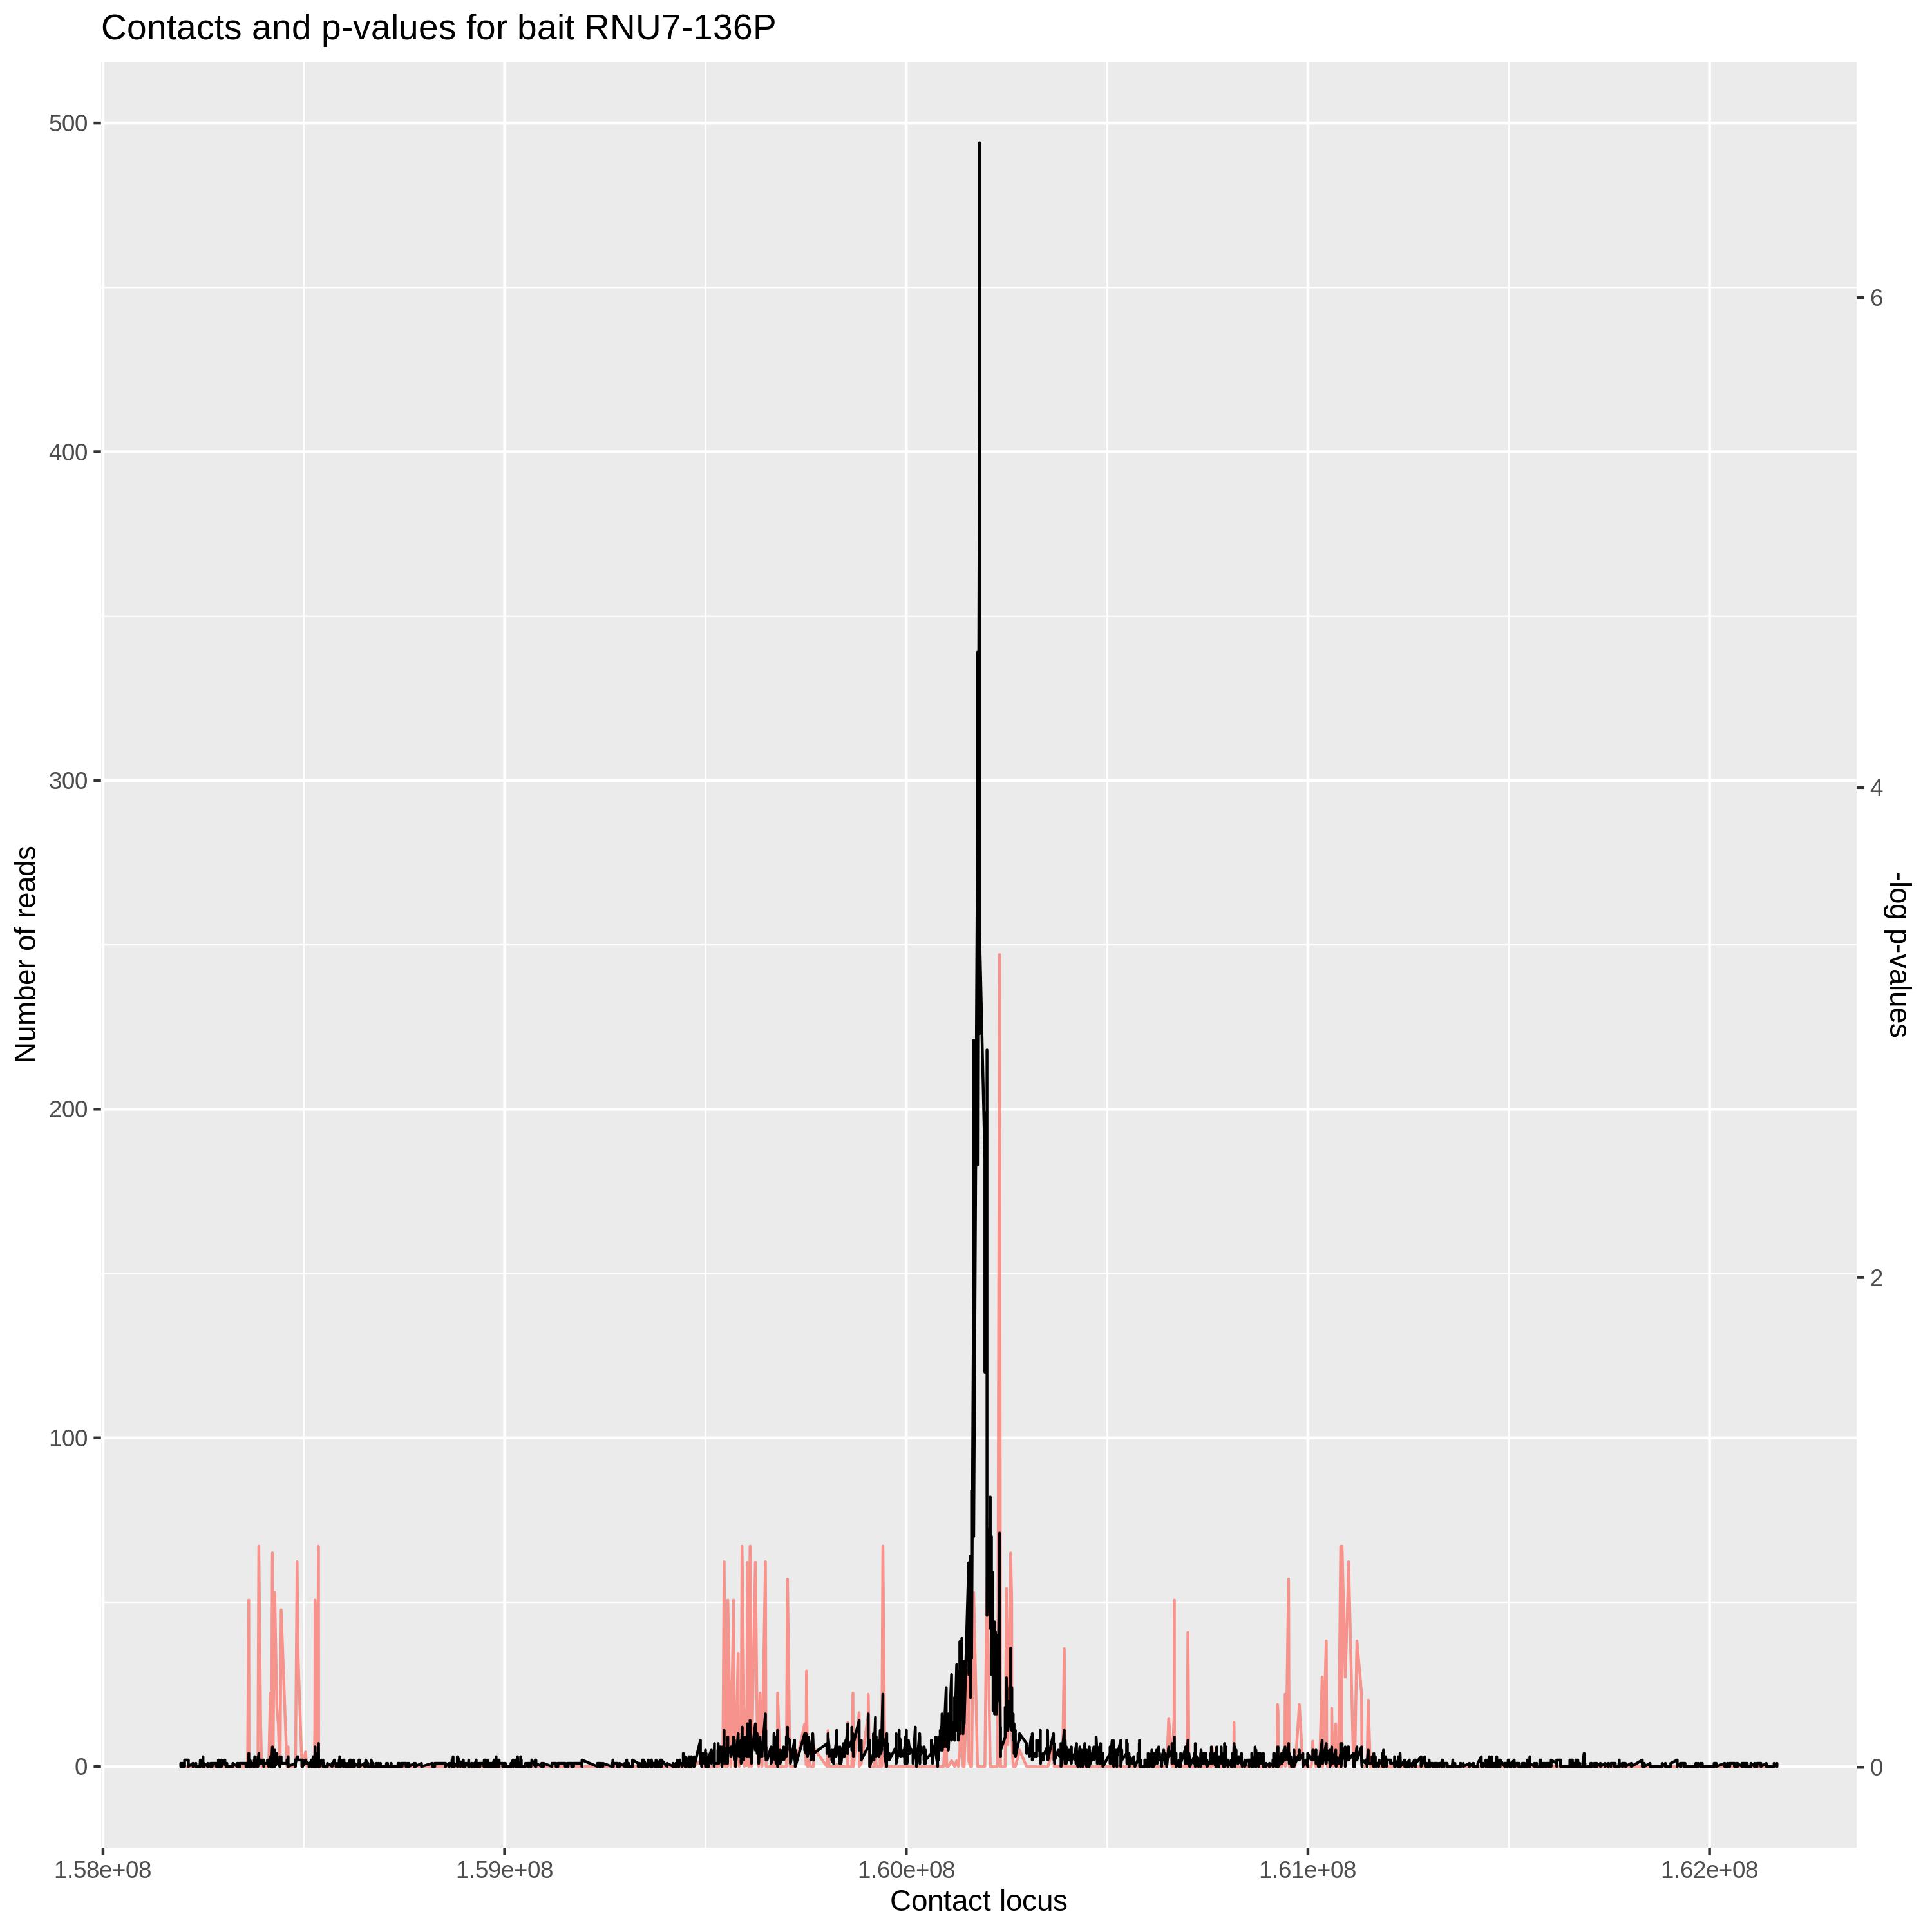 Contacts and p-values for bait RNU7-136P
500
400
300
200
100
0
Number of reads
6
4
2
0
-log p-values
1.58e+08
1.59e+08
1.60e+08
1.61e+08
1.62e+08
Contact locus